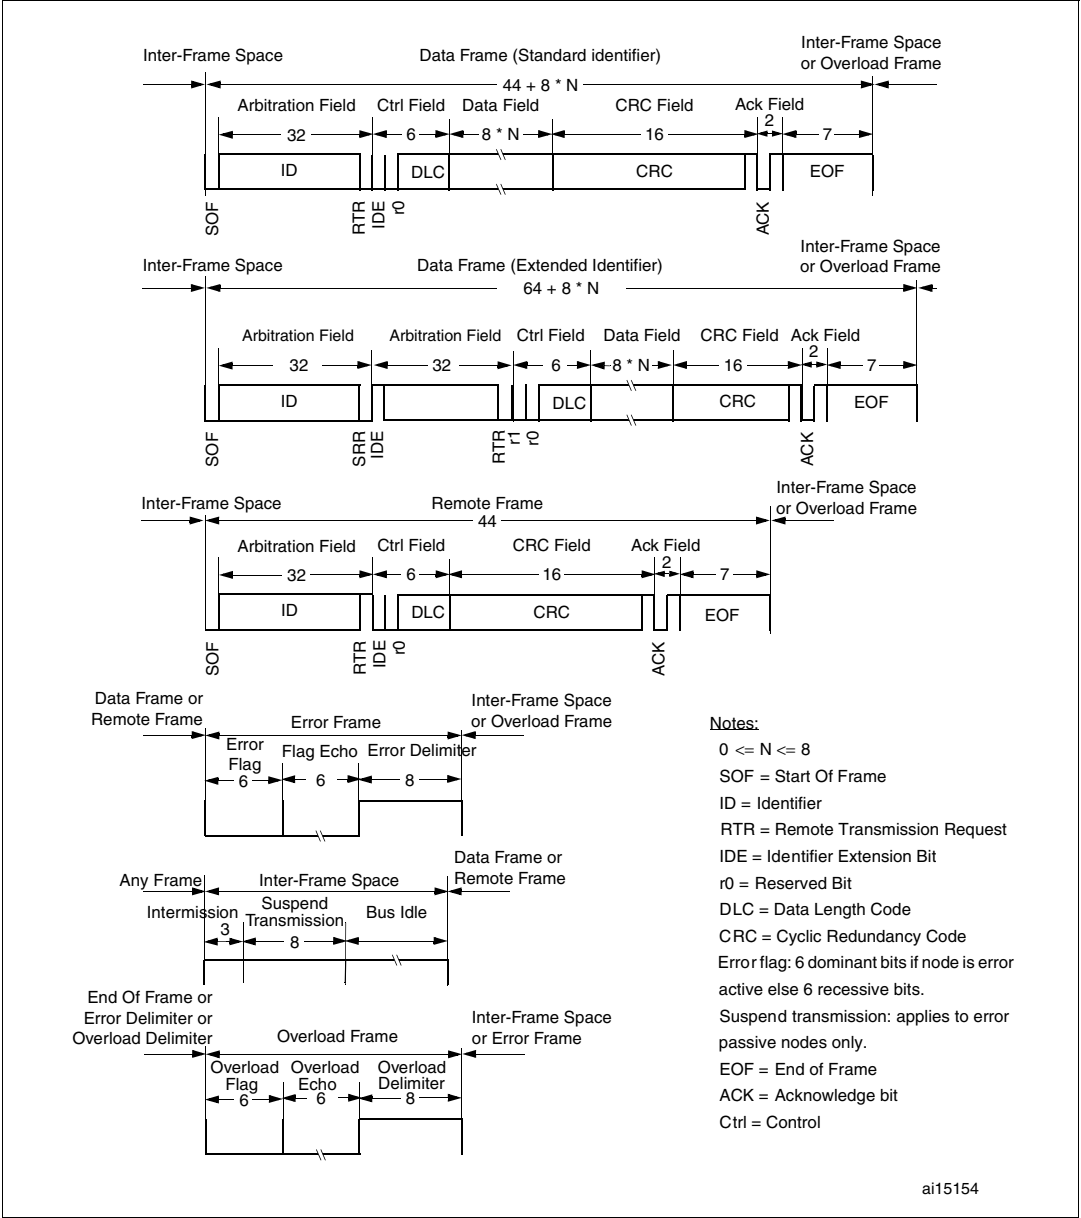 Inter-Frame Space
Data Frame (Standard identifier)
Inter-Frame Space
or Overload Frame
44 + 8 * N
Arbitration Field
Ctrl Field
Data Field
CRC Field
Ack Field
32
6
8 * N
16
2
7
ID
DLC
CRC
EOF
SOF
RTR
IDE
r0
ACK
Inter-Frame Space
Data Frame (Extended Identifier)
Inter-Frame Space
or Overload Frame
64 + 8 * N
Arbitration Field
Arbitration Field
Ctrl Field
Data Field
CRC Field
Ack Field
32
32
6
8 * N
16
2
7
ID
DLC
CRC
EOF
SOF
SRR
IDE
RTR
r1
r0
ACK
Inter-Frame Space
Remote Frame
Inter-Frame Space
or Overload Frame
44
Arbitration Field
Ctrl Field
CRC Field
Ack Field
32
6
16
2
7
ID
DLC
CRC
EOF
SOF
RTR
IDE
r0
ACK
Data Frame or
Remote Frame
Error Frame
Inter-Frame Space
or Overload Frame
Error
Flag
Flag Echo
Error Delimiter
6
6
8
Any Frame
Inter-Frame Space
Data Frame or
Remote Frame
Intermission
Suspend
Transmission
Bus Idle
3
8
End Of Frame or
Error Delimiter or
Overload Delimiter
Overload Frame
Inter-Frame Space
or Error Frame
Overload
Flag
Overload
Echo
Overload
Delimiter
6
6
8
Notes:
0 <= N <= 8
SOF = Start Of Frame
ID = Identifier
RTR = Remote Transmission Request
IDE = Identifier Extension Bit
r0 = Reserved Bit
DLC = Data Length Code
CRC = Cyclic Redundancy Code
Error flag: 6 dominant bits if node is error
active else 6 recessive bits.
Suspend transmission: applies to error
passive nodes only.
EOF = End of Frame
ACK = Acknowledge bit
Ctrl = Control
ai15154